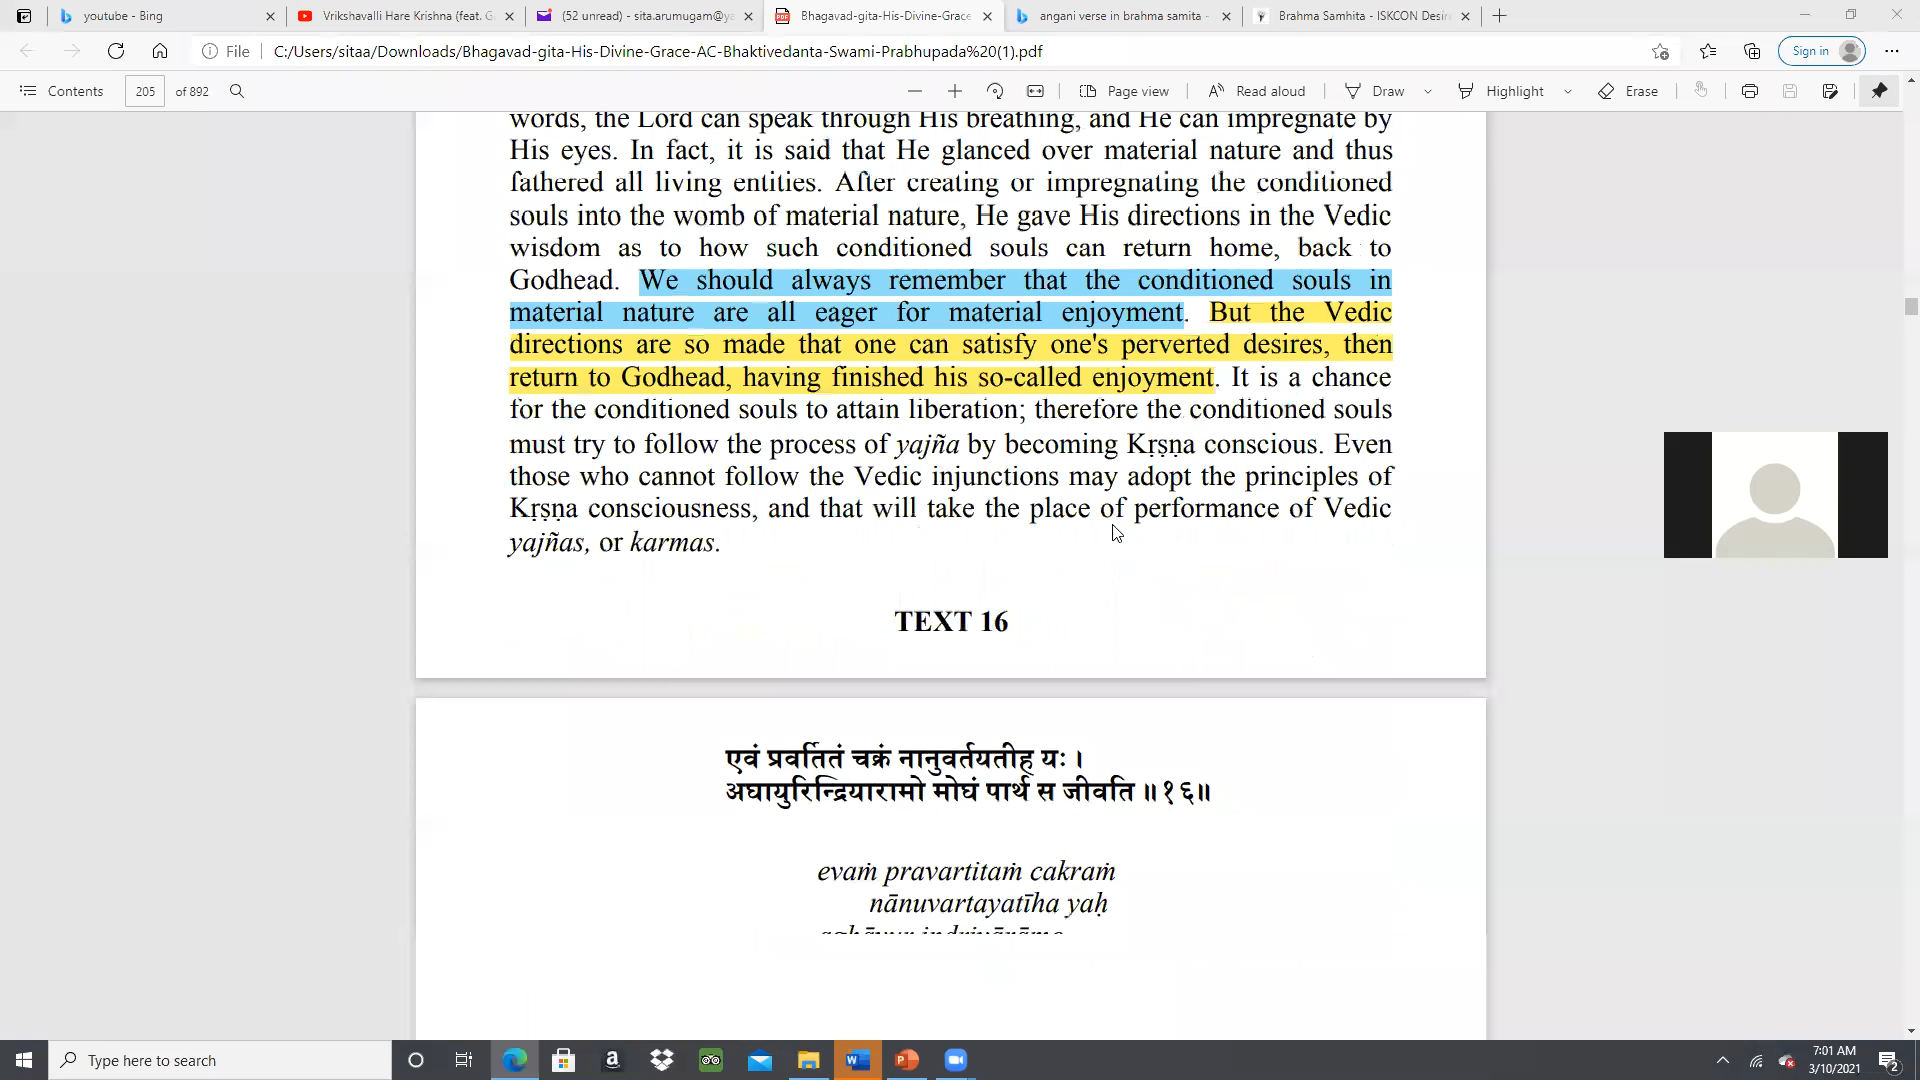 youtube - Bing
Vrikshavalli Hare Krishna (feat. G
(52 unread) - sita.arumugam@ya
Bhagavad-gita-His-Divine-Grace
angani verse in brahma samita -
Brahma Samhita - ISKCON Desir
File C:/Users/sitaa/Downloads/Bhagavad-gita-His-Divine-Grace-AC-Bhaktivedanta-Swami-Prabhupada%20(1).pdf
Sign in
Contents 205 of 892 Page view Read aloud Draw Highlight Erase
words, the Lord can speak through His breathing, and He can impregnate by
His eyes. In fact, it is said that He glanced over material nature and thus
fathered all living entities. After creating or impregnating the conditioned
souls into the womb of material nature, He gave His directions in the Vedic
wisdom as to how such conditioned souls can return home, back to
Godhead. We should always remember that the conditioned souls in
material nature are all eager for material enjoyment. But the Vedic
directions are so made that one can satisfy one's perverted desires, then
return to Godhead, having finished his so-called enjoyment. It is a chance
for the conditioned souls to attain liberation; therefore the conditioned souls
must try to follow the process of yajña by becoming Kṛṣṇa conscious. Even
those who cannot follow the Vedic injunctions may adopt the principles of
Kṛṣṇa consciousness, and that will take the place of performance of Vedic
yajñas, or karmas.
TEXT 16
एवं प्रवर्तितं चक्रं नानुवर्तयतीह यः ।
अघायुरिन्द्रियारामो मोघं पार्थ स जीवति ॥१६॥
evaṁ pravartitaṁ cakraṁ
nānuvartayatīha yaḥ
Type here to search
7:01 AM
3/10/2021
2